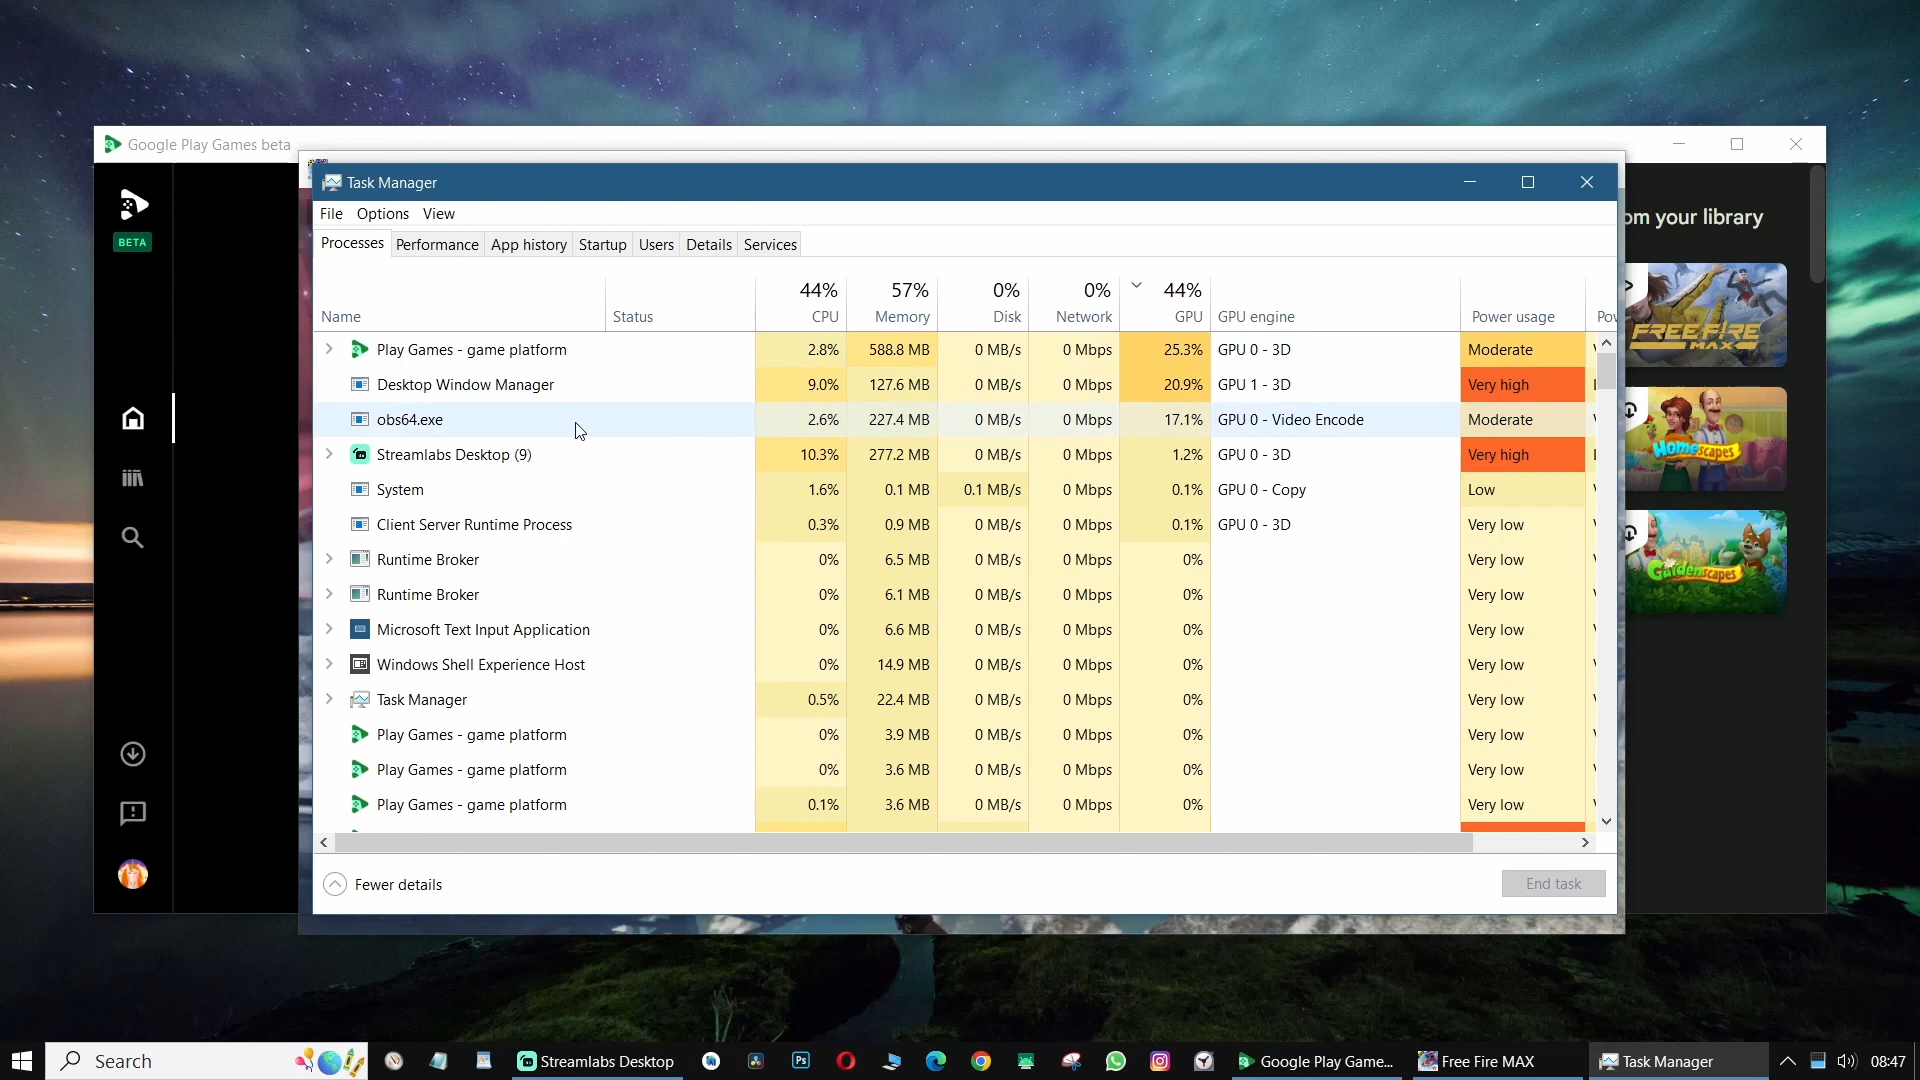 Google Play Games beta
BETA
Task Manager
File Options View
Processes Performance App history Startup Users Details Services
44% 57% 0% 0% 44%
Name Status CPU Memory Disk Network GPU GPU engine Power usage Pov
Play Games - game platform 2.8% 588.8 MB 0 MB/s 0 Mbps 25.3% GPU 0 - 3D Moderate
Desktop Window Manager 9.0% 127.6 MB 0 MB/s 0 Mbps 20.9% GPU 1 - 3D Very high
obs64.exe 2.6% 227.4 MB 0 MB/s 0 Mbps 17.1% GPU 0 - Video Encode Moderate
Streamlabs Desktop (9) 10.3% 277.2 MB 0 MB/s 0 Mbps 1.2% GPU 0 - 3D Very high
System 1.6% 0.1 MB 0.1 MB/s 0 Mbps 0.1% GPU 0 - Copy Low
Client Server Runtime Process 0.3% 0.9 MB 0 MB/s 0 Mbps 0.1% GPU 0 - 3D Very low
Runtime Broker 0% 6.5 MB 0 MB/s 0 Mbps 0% Very low
Runtime Broker 0% 6.1 MB 0 MB/s 0 Mbps 0% Very low
Microsoft Text Input Application 0% 6.6 MB 0 MB/s 0 Mbps 0% Very low
Windows Shell Experience Host 0% 14.9 MB 0 MB/s 0 Mbps 0% Very low
Task Manager 0.5% 22.4 MB 0 MB/s 0 Mbps 0% Very low
Play Games - game platform 0% 3.9 MB 0 MB/s 0 Mbps 0% Very low
Play Games - game platform 0% 3.6 MB 0 MB/s 0 Mbps 0% Very low
Play Games - game platform 0.1% 3.6 MB 0 MB/s 0 Mbps 0% Very low
Fewer details End task
om your library
FREE FIRE
MAX
Homescapes
Gardenscapes
Search Streamlabs Desktop Ps Google Play Game... Free Fire MAX Task Manager 08:47